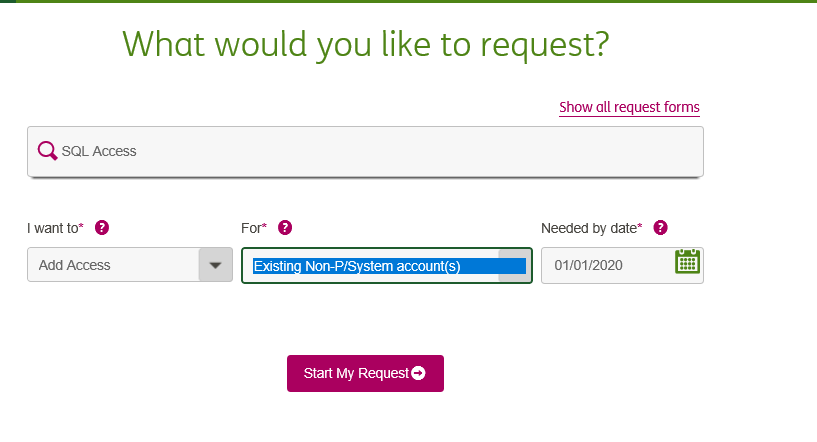 What would you like to request?
Show all request forms
SQL Access
I want to* ? For* ? Needed by date* ?
Add Access Existing Non-P/System account(s) 01/01/2020
Start My Request